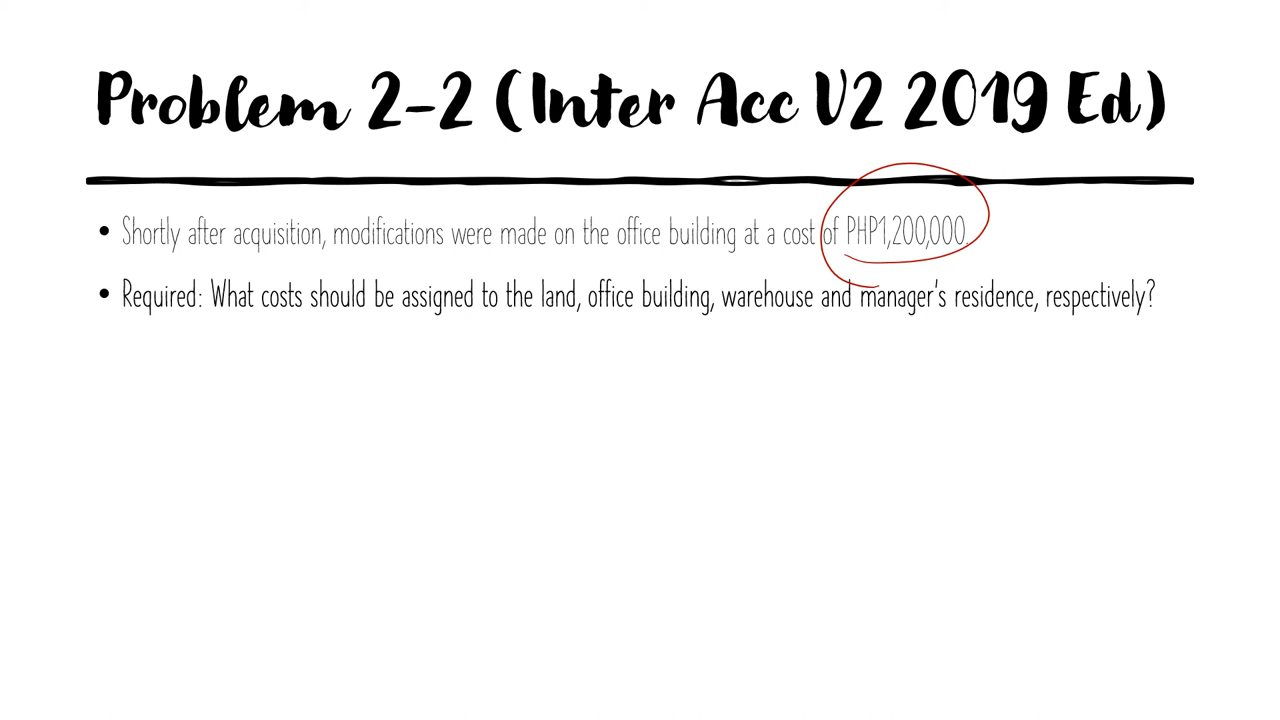 Problem 2-2 (Inter Acc V2 2019 Ed)
• Shortly after acquisition, modifications were made on the office building at a cost of PHP1,200,000.
• Required: What costs should be assigned to the land, office building, warehouse and manager's residence, respectively?